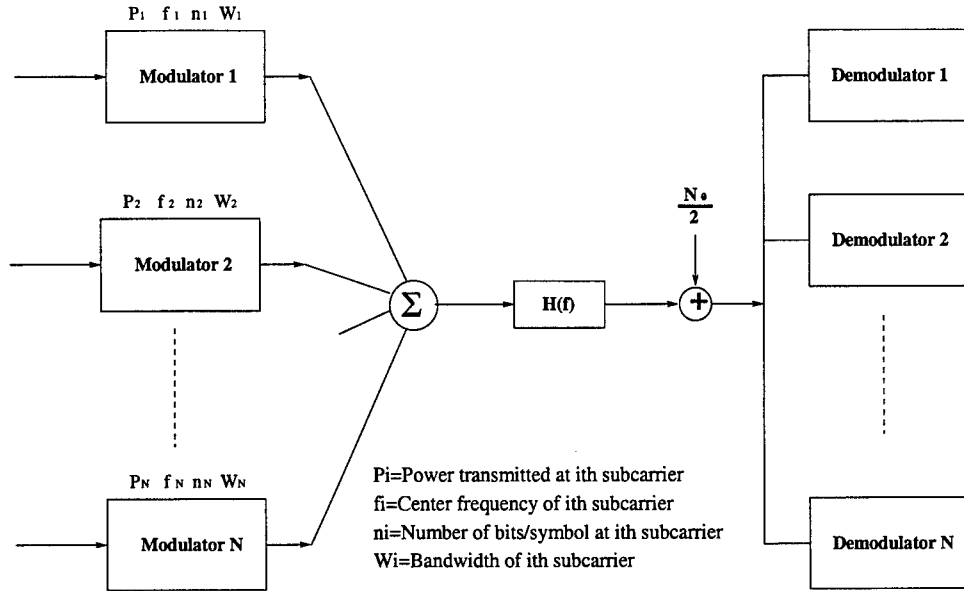 P1 f1 n1 W1
Modulator 1
Demodulator 1
P2 f2 n2 W2
Modulator 2
N0
2
Demodulator 2
Σ
H(f)
+
PN fN nN WN
Modulator N
Pi=Power transmitted at ith subcarrier
fi=Center frequency of ith subcarrier
ni=Number of bits/symbol at ith subcarrier
Wi=Bandwidth of ith subcarrier
Demodulator N